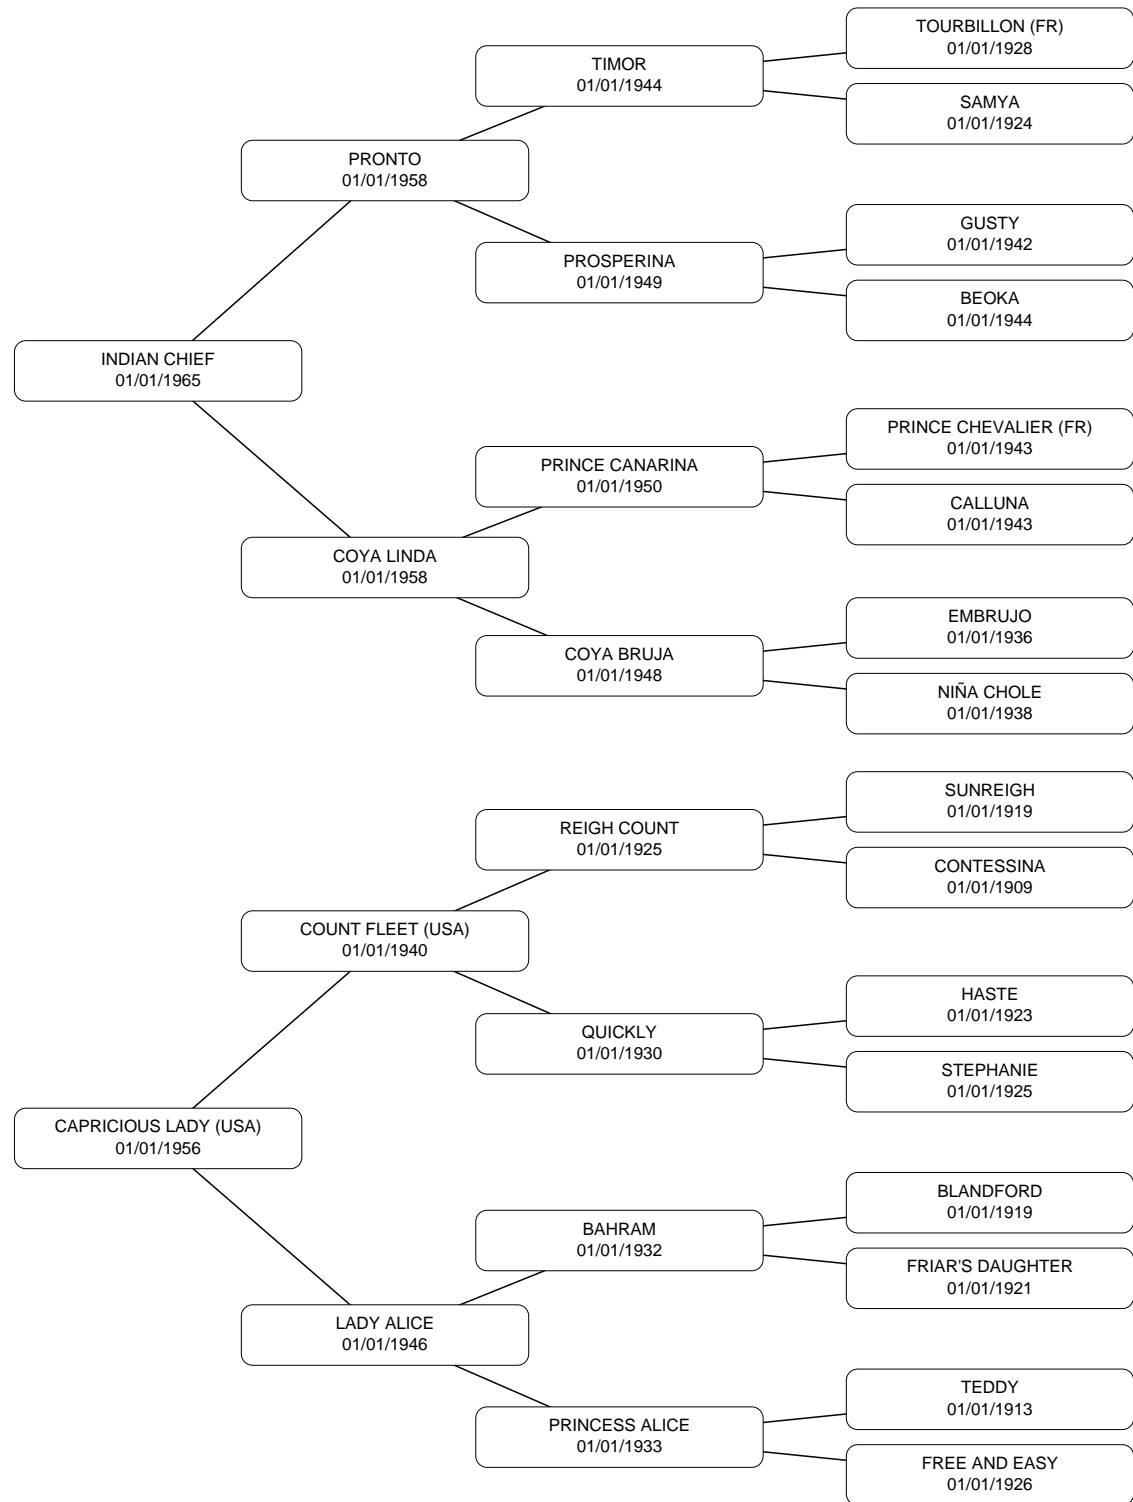 TOURBILLON (FR)
01/01/1928
TIMOR
01/01/1944
SAMYA
01/01/1924
PRONTO
01/01/1958
GUSTY
01/01/1942
PROSPERINA
01/01/1949
BEOKA
01/01/1944
INDIAN CHIEF
01/01/1965
PRINCE CHEVALIER (FR)
01/01/1943
PRINCE CANARINA
01/01/1950
CALLUNA
01/01/1943
COYA LINDA
01/01/1958
EMBRUJO
01/01/1936
COYA BRUJA
01/01/1948
NIÑA CHOLE
01/01/1938
SUNREIGH
01/01/1919
REIGH COUNT
01/01/1925
CONTESSINA
01/01/1909
COUNT FLEET (USA)
01/01/1940
HASTE
01/01/1923
QUICKLY
01/01/1930
STEPHANIE
01/01/1925
CAPRICIOUS LADY (USA)
01/01/1956
BLANDFORD
01/01/1919
BAHRAM
01/01/1932
FRIAR'S DAUGHTER
01/01/1921
LADY ALICE
01/01/1946
TEDDY
01/01/1913
PRINCESS ALICE
01/01/1933
FREE AND EASY
01/01/1926